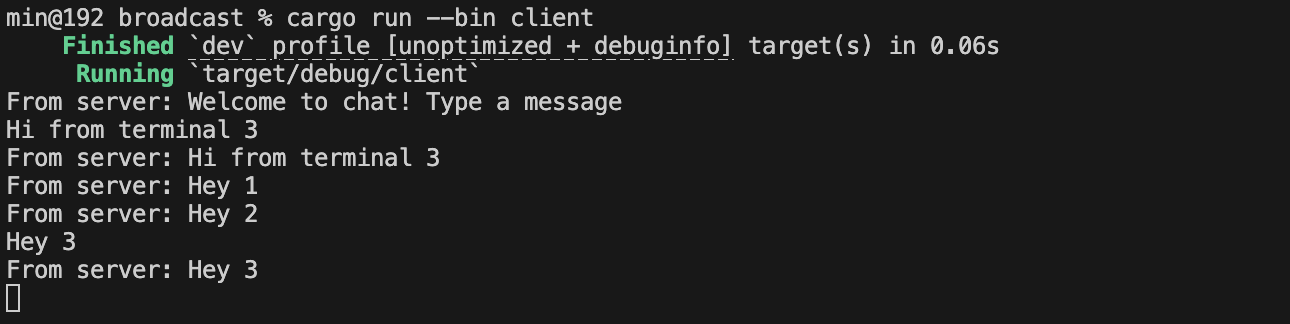 min@192 broadcast % cargo run --bin client
    Finished `dev` profile [unoptimized + debuginfo] target(s) in 0.06s
     Running `target/debug/client`
From server: Welcome to chat! Type a message
Hi from terminal 3
From server: Hi from terminal 3
From server: Hey 1
From server: Hey 2
Hey 3
From server: Hey 3